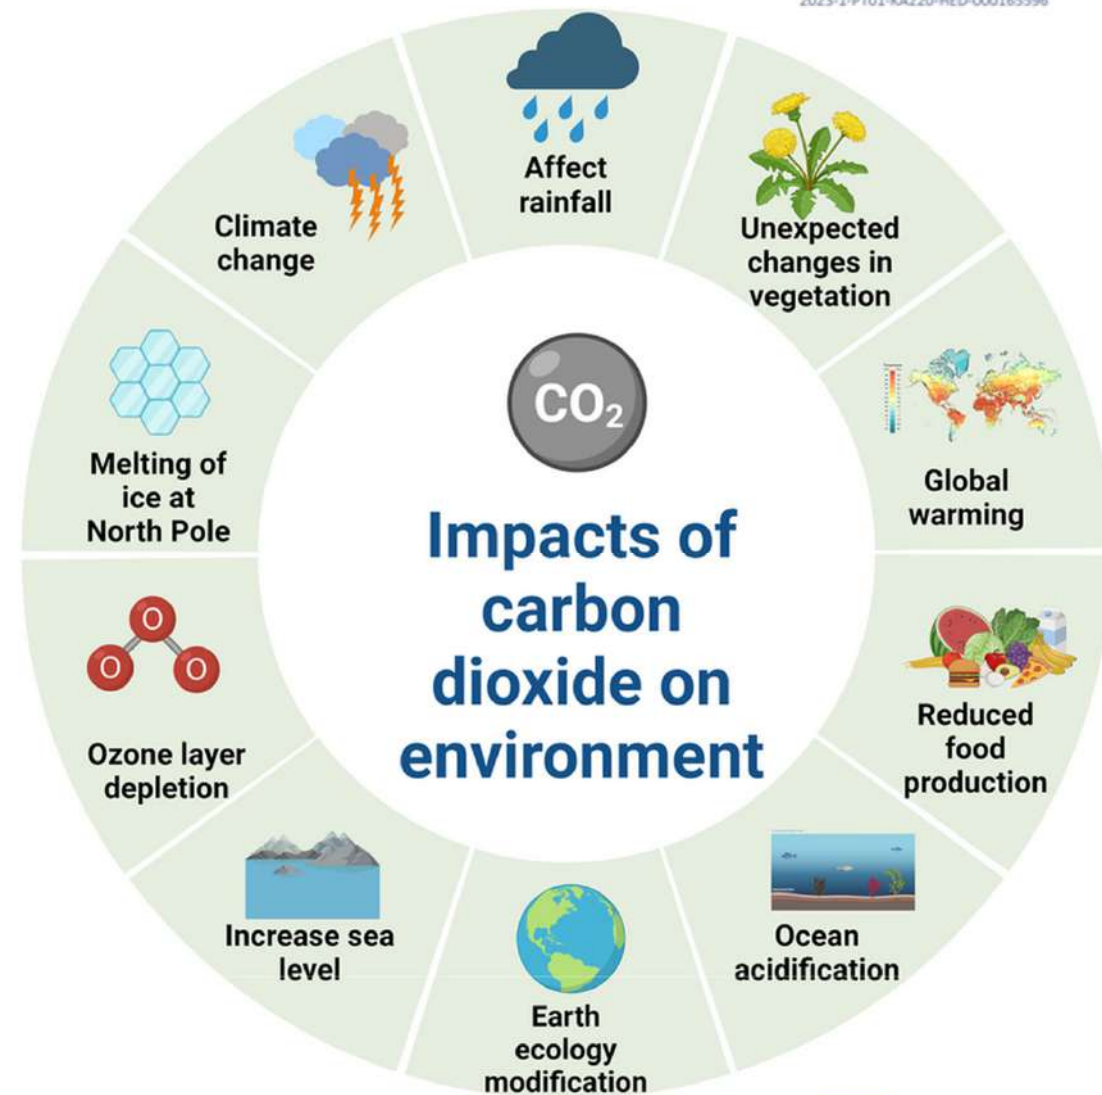 CO₂
Impacts of
carbon
dioxide on
environment
Affect
rainfall
Unexpected
changes in
vegetation
Global
warming
Reduced
food
production
Ocean
acidification
Earth
ecology
modification
Increase sea
level
O
O
O
Ozone layer
depletion
Melting of
ice at
North Pole
Climate
change